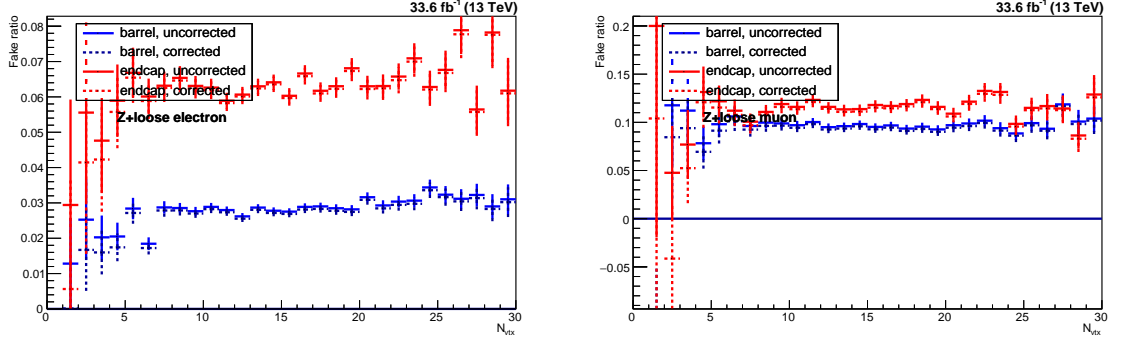 33.6 fb⁻¹ (13 TeV)
Fake ratio
0.08
0.07
0.06
0.05
0.04
0.03
0.02
0.01
0
barrel, uncorrected
barrel, corrected
endcap, uncorrected
endcap, corrected
Z+loose electron
0 5 10 15 20 25 30
Nvtx
33.6 fb⁻¹ (13 TeV)
Fake ratio
0.2
0.15
0.1
0.05
0
−0.05
barrel, uncorrected
barrel, corrected
endcap, uncorrected
endcap, corrected
Z+loose muon
0 5 10 15 20 25 30
Nvtx